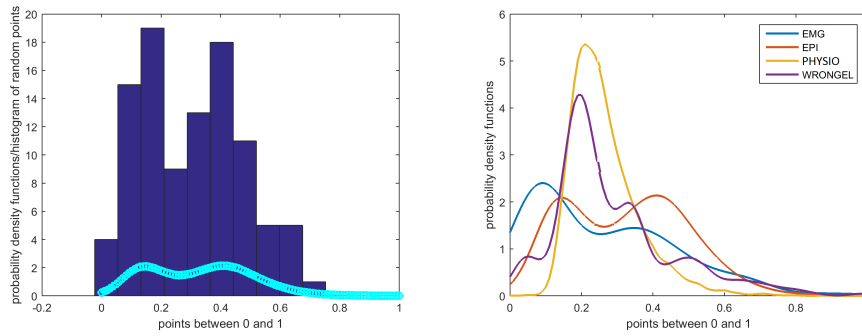 probability density functions/histogram of random points
20
18
16
14
12
10
8
6
4
2
0
-0.2 0 0.2 0.4 0.6 0.8 1
points between 0 and 1
probability density functions
6
5
4
3
2
1
0
0 0.2 0.4 0.6 0.8
points between 0 and 1
EMG
EPI
PHYSIO
WRONGEL